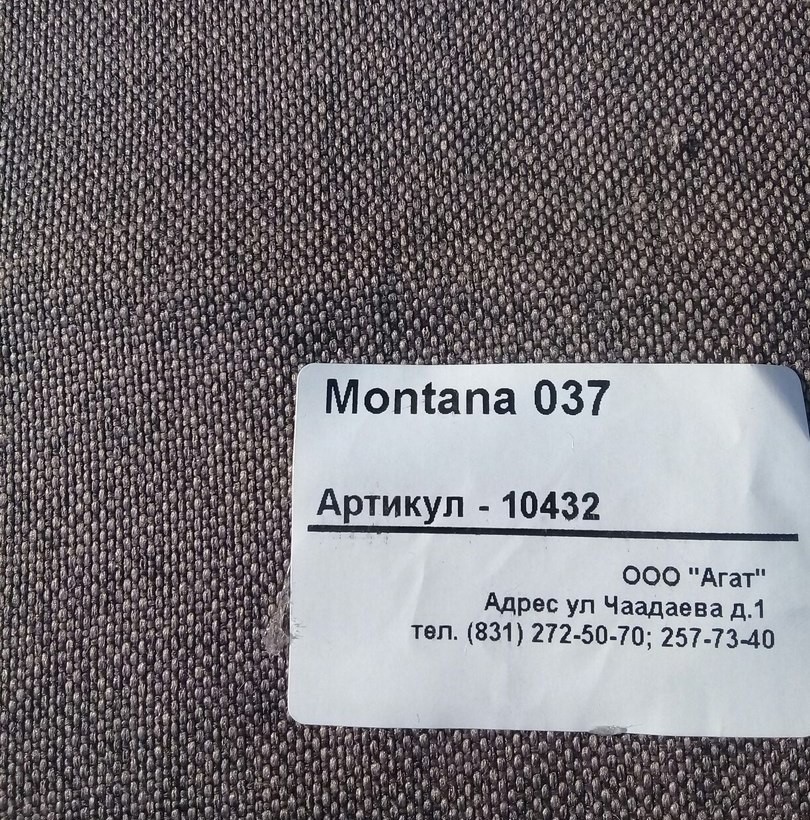 Montana 037
Артикул - 10432
ООО "Агат"
Адрес ул Чаадаева д.1
тел. (831) 272-50-70; 257-73-40